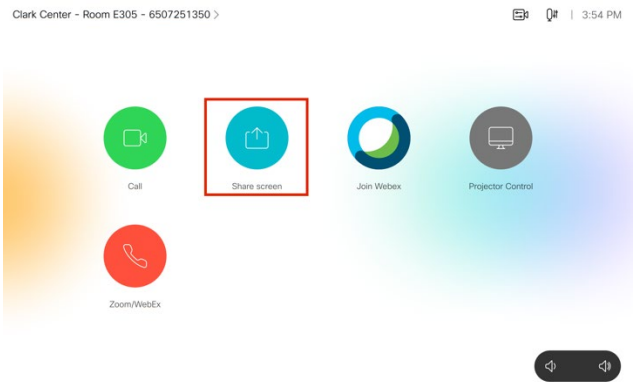 Clark Center - Room E305 - 6507251350 >
3:54 PM
Call
Share screen
Join Webex
Projector Control
Zoom/WebEx